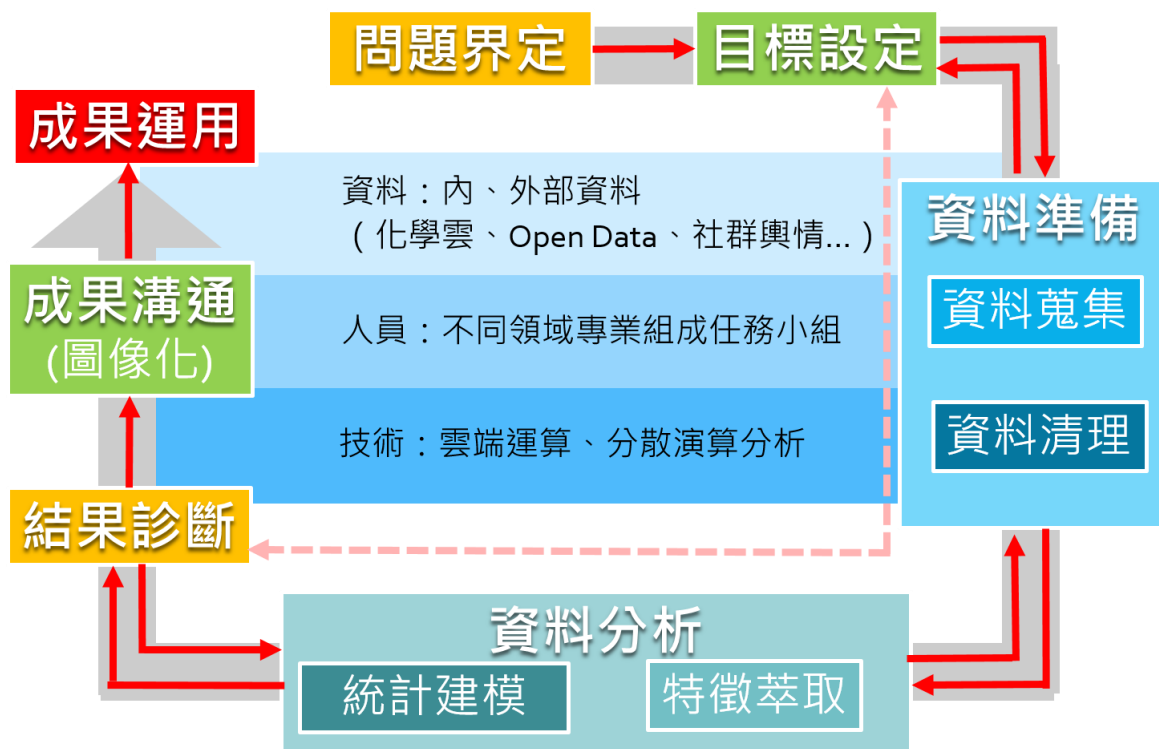 問題界定
目標設定
成果運用
資料：內、外部資料
（化學雲、Open Data、社群輿情...）
資料準備
資料蒐集
成果溝通
(圖像化)
人員：不同領域專業組成任務小組
資料清理
技術：雲端運算、分散演算分析
結果診斷
資料分析
統計建模
特徵萃取